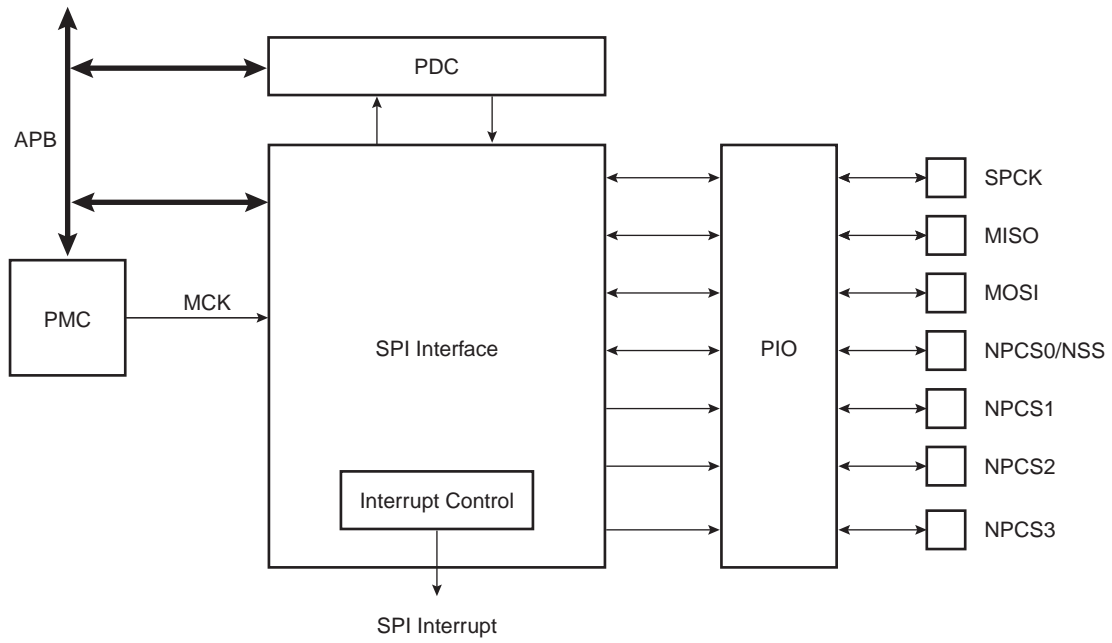 PDC
APB
SPCK
MISO
MCK
MOSI
PMC
SPI Interface
PIO
NPCS0/NSS
NPCS1
NPCS2
Interrupt Control
NPCS3
SPI Interrupt